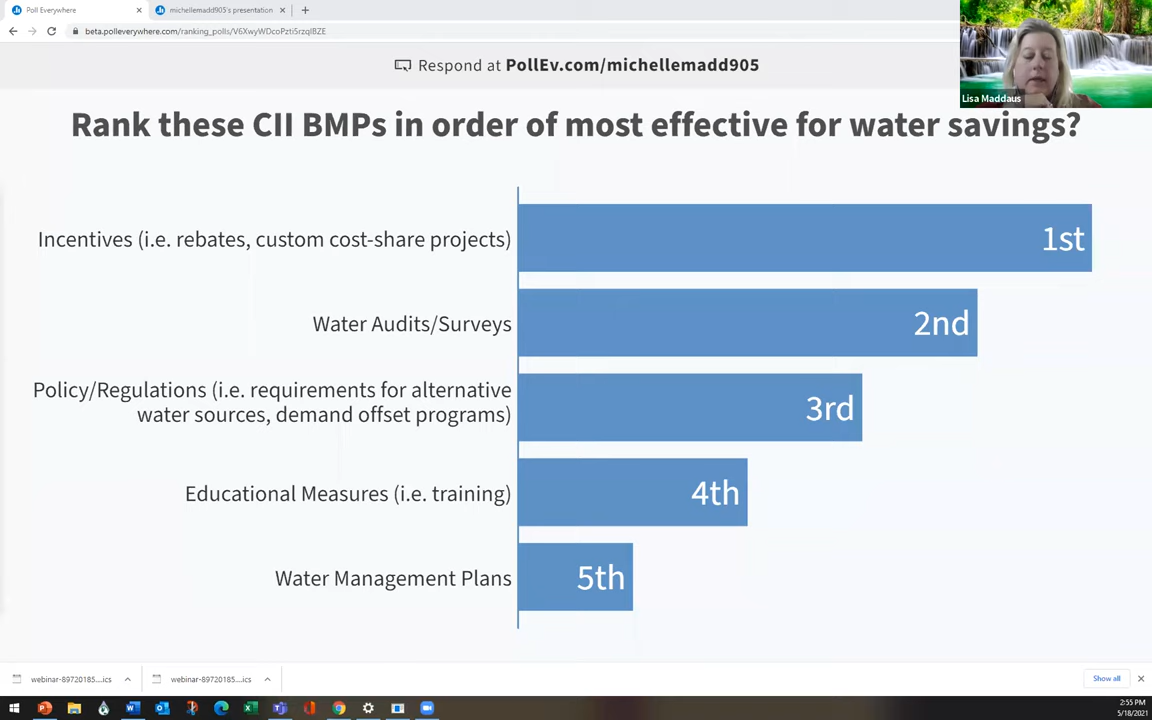 Poll Everywhere
michellemadd905's presentation
beta.polleverywhere.com/ranking_polls/V6XwyWDcoPzti5rzqIBZE
Respond at PollEv.com/michellemadd905
Lisa Maddaus
Rank these CII BMPs in order of most effective for water savings?
Incentives (i.e. rebates, custom cost-share projects)
1st
Water Audits/Surveys
2nd
Policy/Regulations (i.e. requirements for alternative
water sources, demand offset programs)
3rd
Educational Measures (i.e. training)
4th
Water Management Plans
5th
webinar-89720185....ics
webinar-89720185....ics
Show all
2:55 PM
5/18/2021